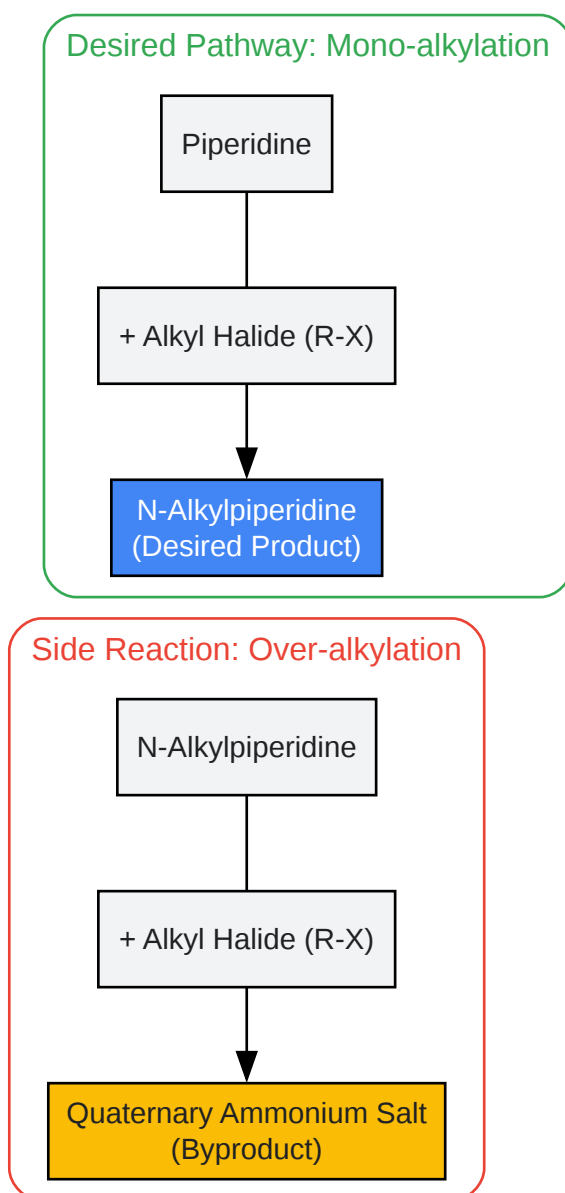 Desired Pathway: Mono-alkylation
Piperidine
+ Alkyl Halide (R-X)
N-Alkylpiperidine
(Desired Product)
Side Reaction: Over-alkylation
N-Alkylpiperidine
+ Alkyl Halide (R-X)
Quaternary Ammonium Salt
(Byproduct)